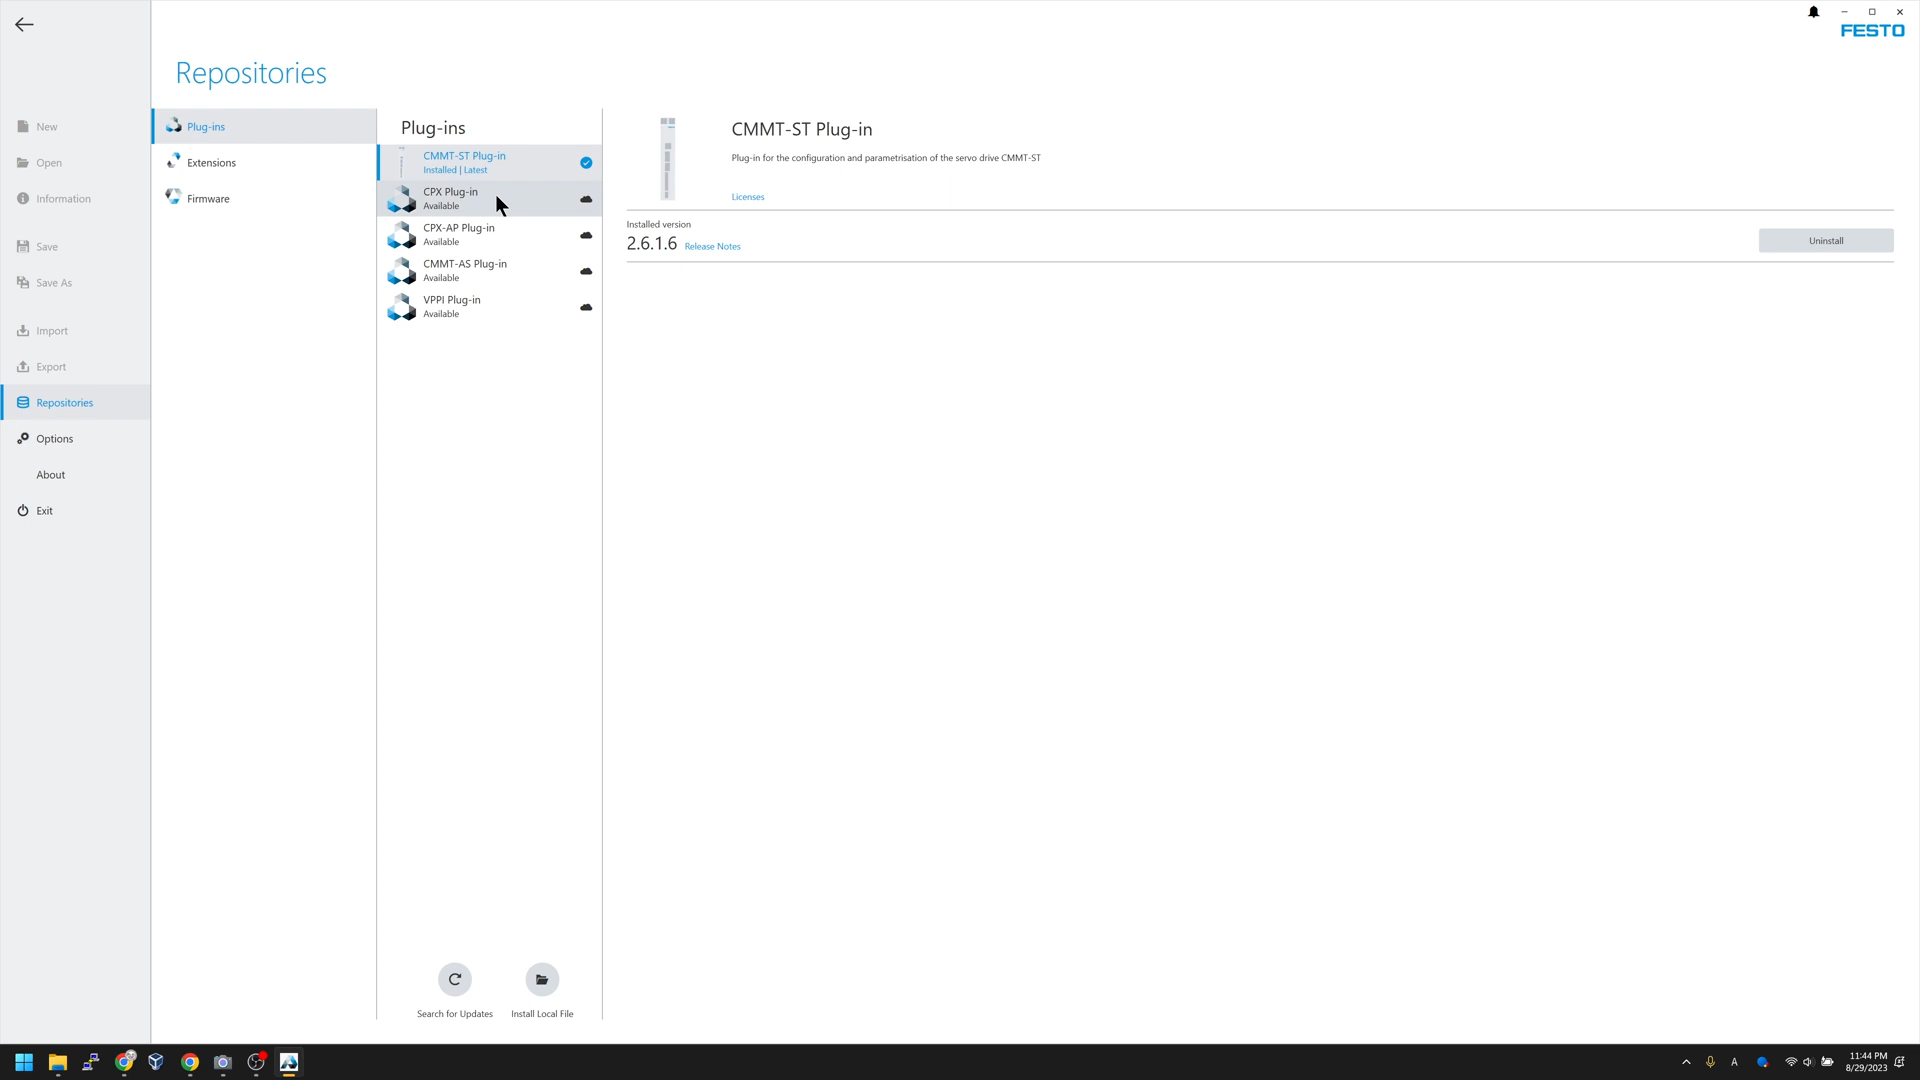 FESTO
Repositories
New
Open
Information
Save
Save As
Import
Export
Repositories
Options
About
Exit
Plug-ins
Extensions
Firmware
Plug-ins
CMMT-ST Plug-in
Installed | Latest
CPX Plug-in
Available
CPX-AP Plug-in
Available
CMMT-AS Plug-in
Available
VPPI Plug-in
Available
Search for Updates
Install Local File
CMMT-ST Plug-in
Plug-in for the configuration and parametrisation of the servo drive CMMT-ST
Licenses
Installed version
2.6.1.6 Release Notes
Uninstall
A
11:44 PM
8/29/2023